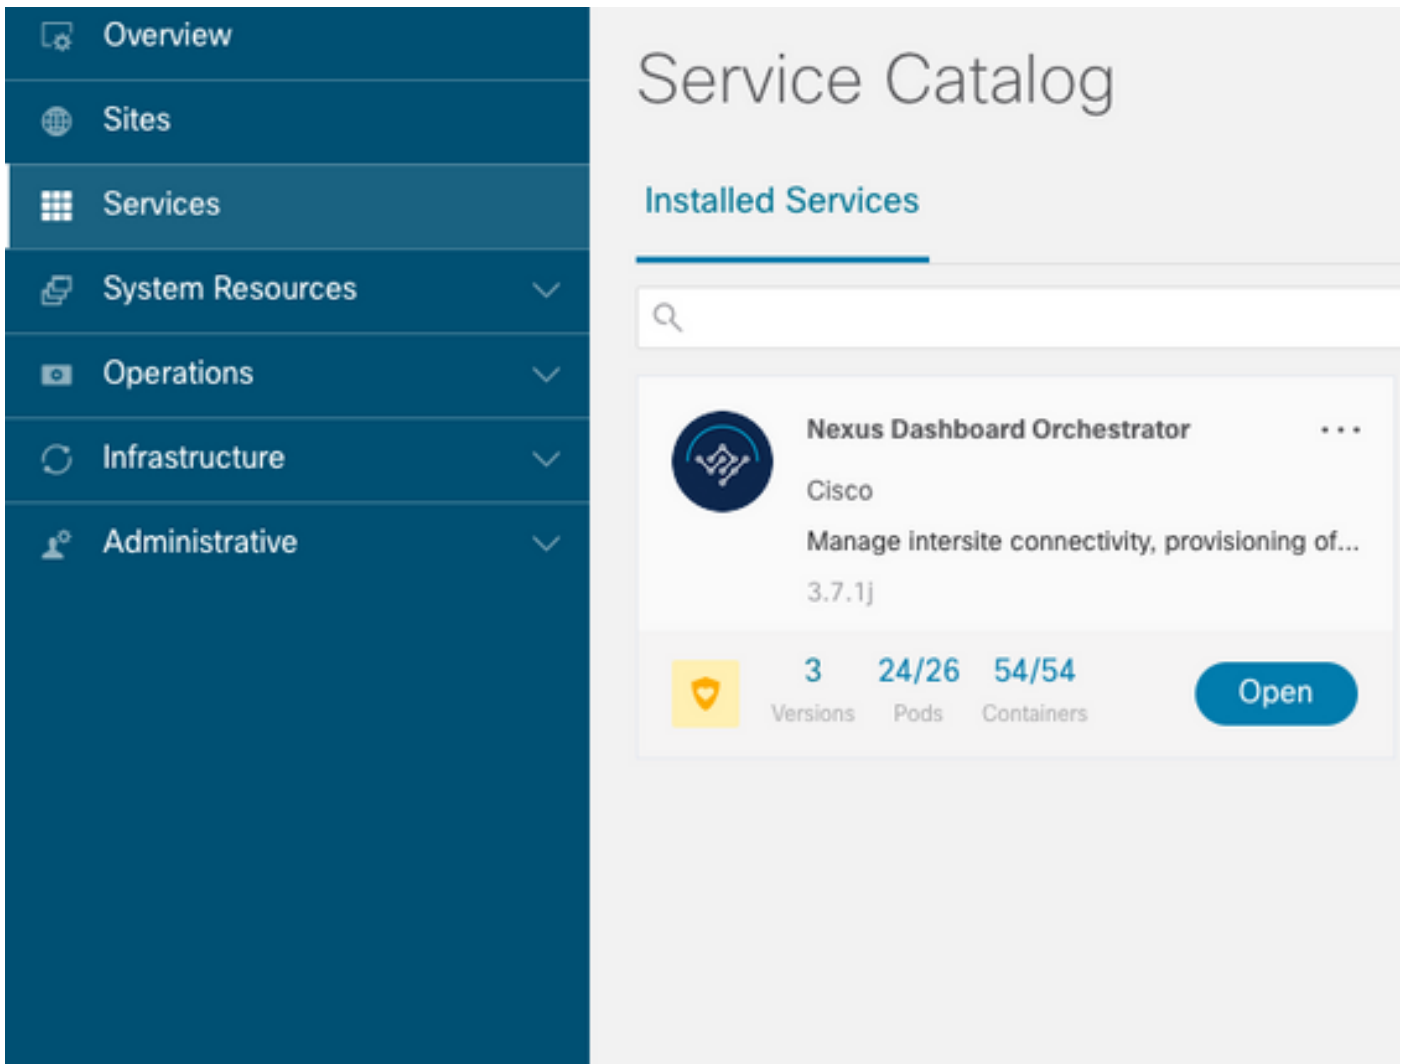 Overview
Sites
Services
System Resources
Operations
Infrastructure
Administrative
Service Catalog
Installed Services
Nexus Dashboard Orchestrator
Cisco
Manage intersite connectivity, provisioning of...
3.7.1j
3 24/26 54/54
Versions Pods Containers
Open